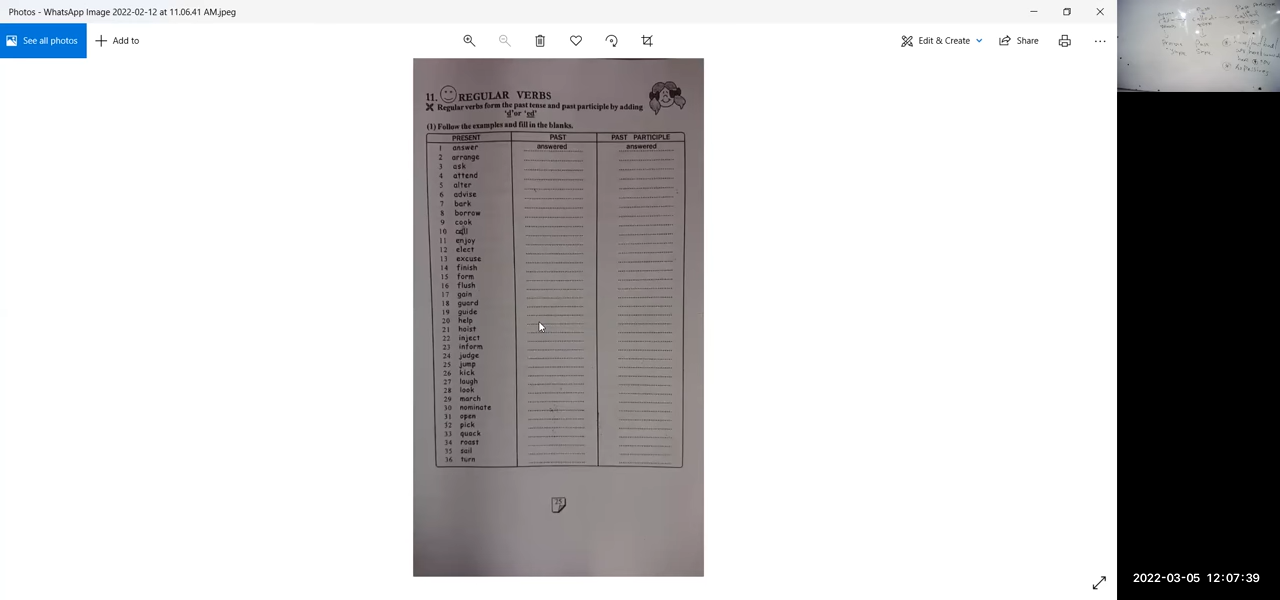 Photos - WhatsApp Image 2022-02-12 at 11.06.41 AM.jpeg
See all photos
Add to
Edit & Create
Share
11. REGULAR VERBS
Regular verbs form the past tense and past participle by adding
'd' or 'ed'
(1) Follow the examples and fill in the blanks.
PRESENT PAST PAST PARTICIPLE
1 answer answered answered
2 arrange
3 ask
4 attend
5 alter
6 advise
7 bark
8 borrow
9 cook
10 call
11 enjoy
12 elect
13 excuse
14 finish
15 form
16 flush
17 gain
18 guard
19 guide
20 help
21 hoist
22 inject
23 inform
24 judge
25 jump
26 kick
27 laugh
28 look
29 march
30 nominate
31 open
32 pick
33 quack
34 roast
35 sail
36 turn
25
2022-03-05 12:07:39